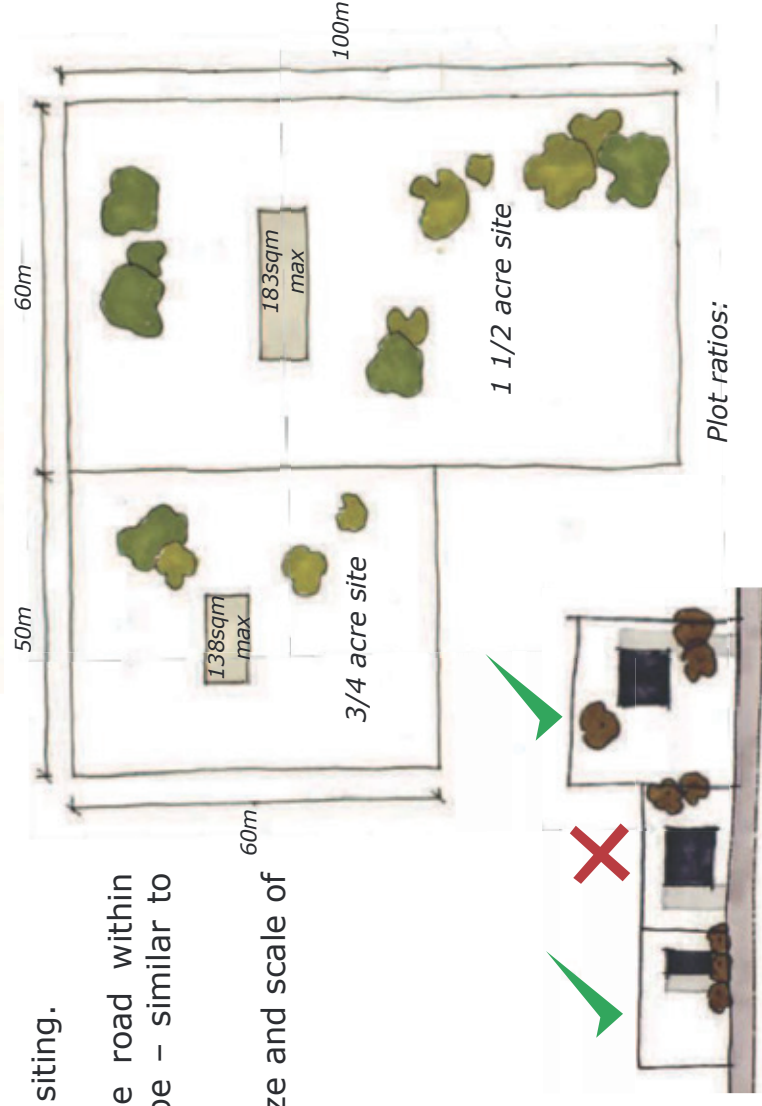 siting.
e road within
pe – similar to
ze and scale of
50m
60m
60m
100m
138sqm
max
3/4 acre site
183sqm
max
1 1/2 acre site
Plot ratios: